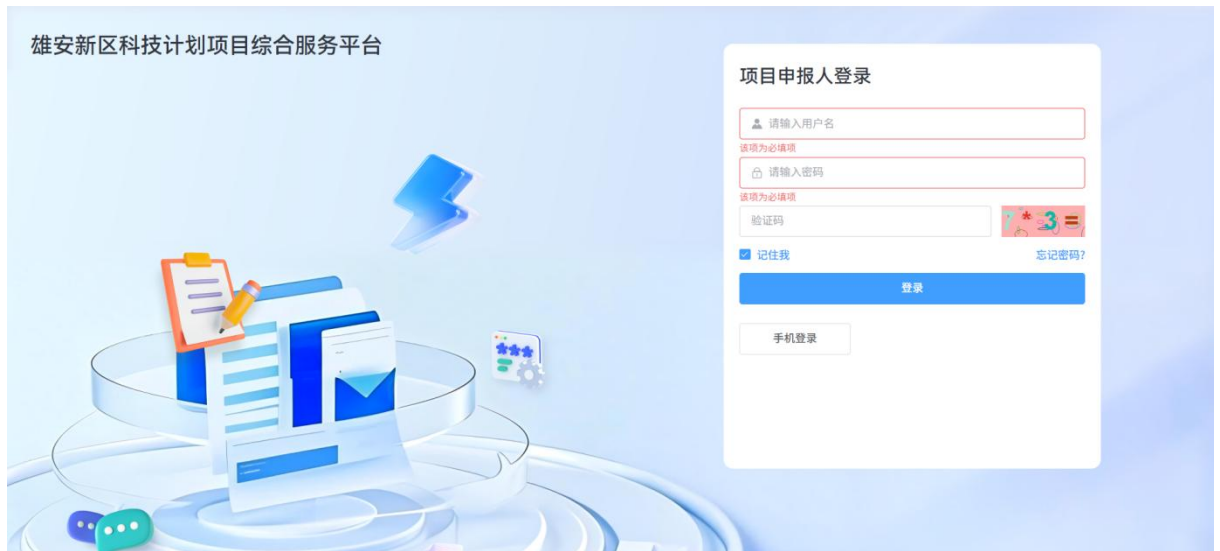 雄安新区科技计划项目综合服务平台
项目申报人登录
请输入用户名
该项为必填项
请输入密码
该项为必填项
验证码
记住我
忘记密码?
登录
手机登录